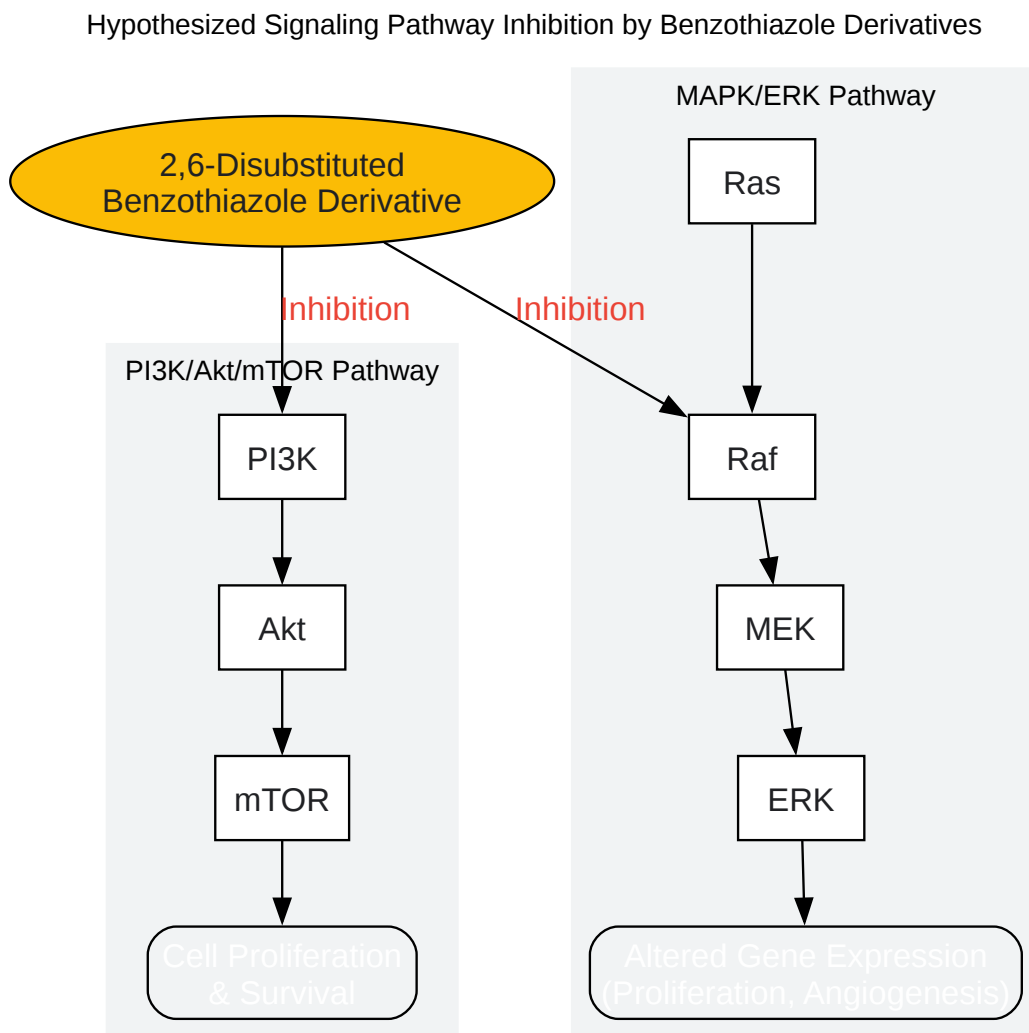 Hypothesized Signaling Pathway Inhibition by Benzothiazole Derivatives
MAPK/ERK Pathway
2,6-Disubstituted
Benzothiazole Derivative
Ras
Inhibition
Inhibition
PI3K/Akt/mTOR Pathway
PI3K
Raf
Akt
MEK
mTOR
ERK
Cell Proliferation
& Survival
Altered Gene Expression
(Proliferation, Angiogenesis)